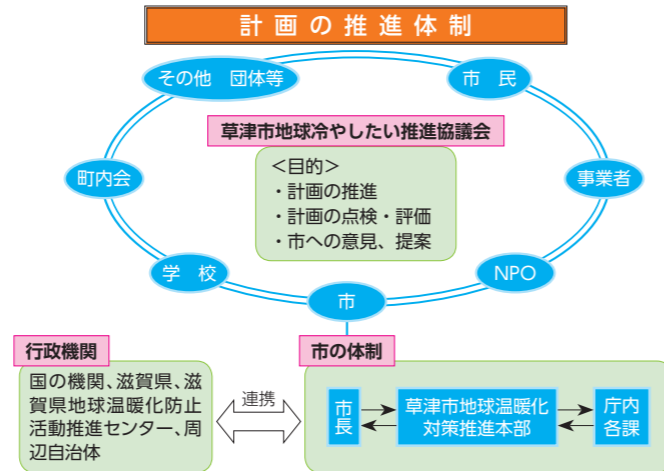 計画の推進体制
その他　団体等
市　民
草津市地球冷やしたい推進協議会
町内会
＜目的＞
・計画の推進
・計画の点検・評価
・市への意見、提案
事業者
学　校
NPO
市
行政機関
市の体制
国の機関、滋賀県、滋
賀県地球温暖化防止
活動推進センター、周
辺自治体
連携
市長
草津市地球温暖化
対策推進本部
庁内
各課